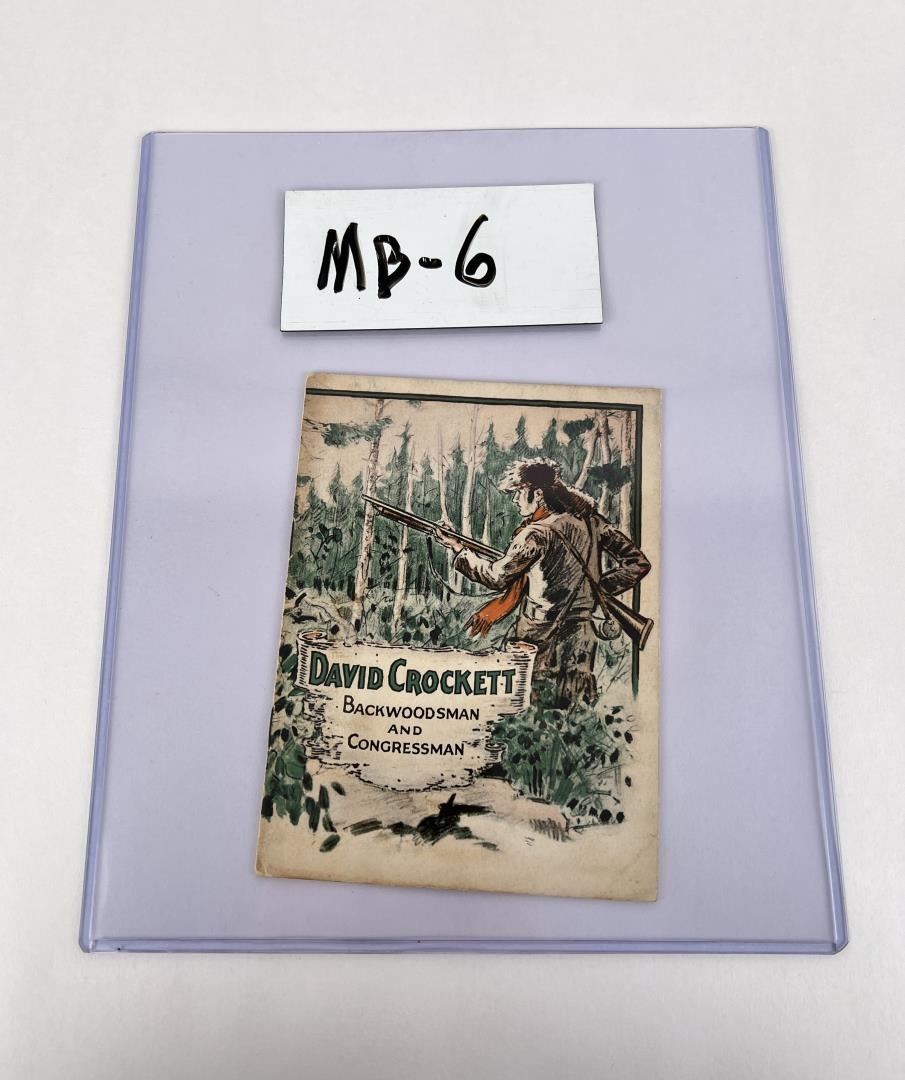 MB-6
DAVID CROCKETT
BACKWOODSMAN
AND
CONGRESSMAN